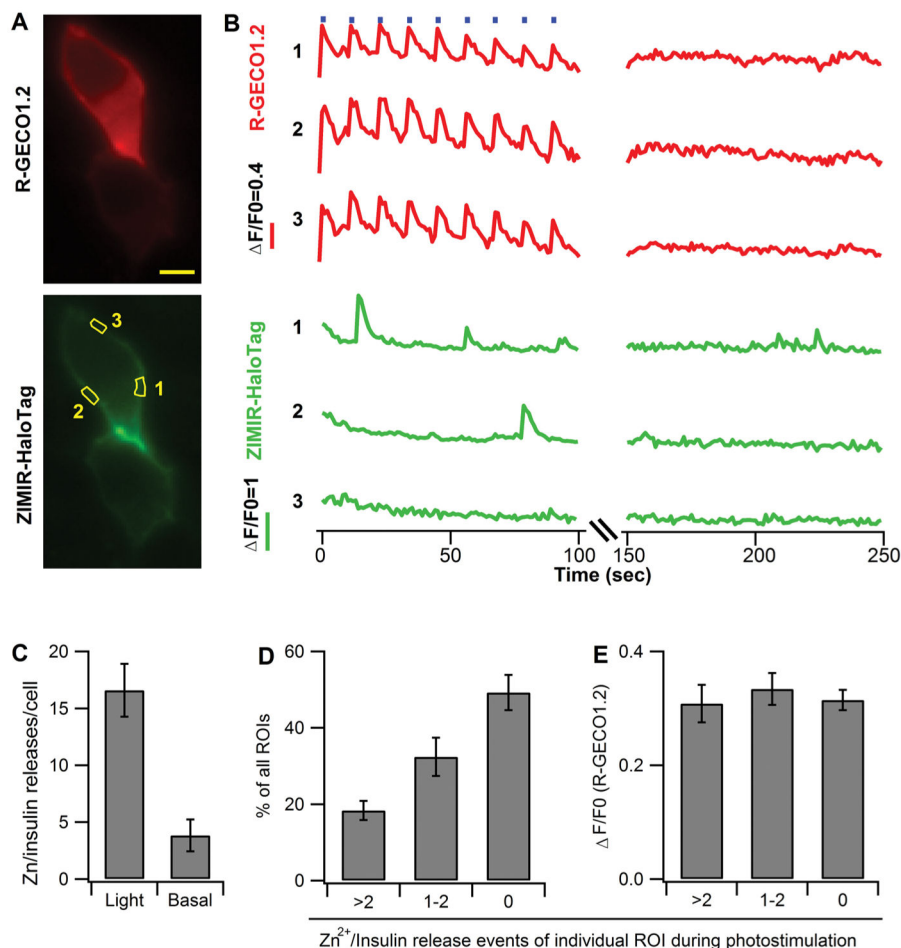 A
R-GECO1.2
ZIMIR-HaloTag
3
1
2
B
R-GECO1.2
ΔF/F0=0.4
1
2
3
ZIMIR-HaloTag
ΔF/F0=1
1
2
3
0 50 100 150 200 250
Time (sec)
C
Zn/insulin releases/cell
20
15
10
5
0
Light Basal
D
% of all ROIs
60
40
20
0
>2 1-2 0
E
ΔF/F0 (R-GECO1.2)
0.4
0.2
0.0
>2 1-2 0
Zn²⁺/Insulin release events of individual ROI during photostimulation